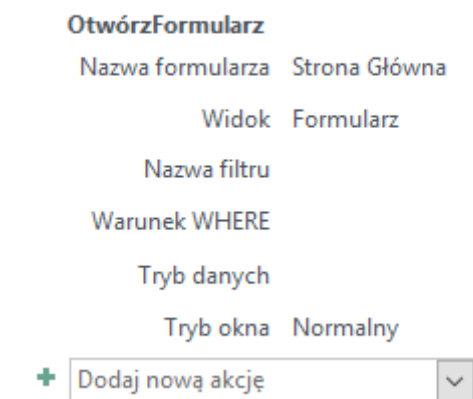 OtwórzFormularz
Nazwa formularza Strona Główna
Widok Formularz
Nazwa filtru
Warunek WHERE
Tryb danych
Tryb okna Normalny
Dodaj nową akcję